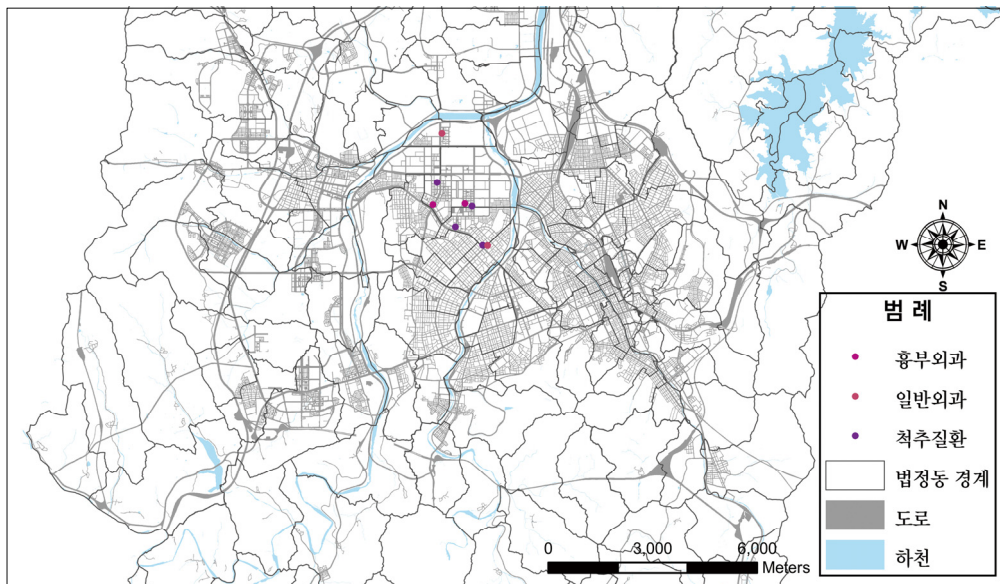 N
W
E
S
범 례
흉부외과
일반외과
척추질환
법정동 경계
도로
하천
0 3,000 6,000
Meters